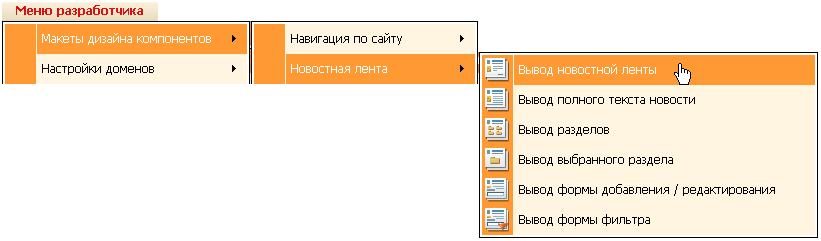 Меню разработчика
Макеты дизайна компонентов
Настройки доменов
Навигация по сайту
Новостная лента
Вывод новостной ленты
Вывод полного текста новости
Вывод разделов
Вывод выбранного раздела
Вывод формы добавления / редактирования
Вывод формы фильтра